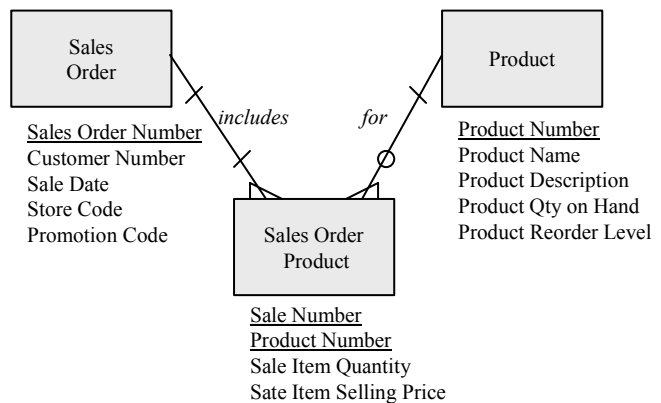 Sales
Order
Product
includes
for
Sales Order Number
Customer Number
Sale Date
Store Code
Promotion Code
Product Number
Product Name
Product Description
Product Qty on Hand
Product Reorder Level
Sales Order
Product
Sale Number
Product Number
Sale Item Quantity
Sate Item Selling Price